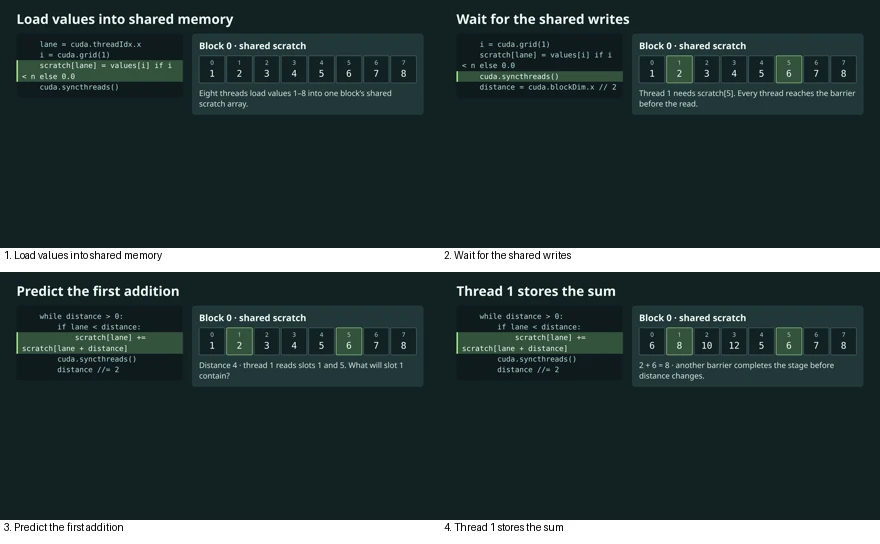 Load values into shared memory
lane = cuda.threadIdx.x
i = cuda.grid(1)
scratch[lane] = values[i] if i
< n else 0.0
cuda.syncthreads()
Block 0 · shared scratch
0 1 2 3 4 5 6 7
1 2 3 4 5 6 7 8
Eight threads load values 1–8 into one block's shared
scratch array.
1. Load values into shared memory
Wait for the shared writes
i = cuda.grid(1)
scratch[lane] = values[i] if i
< n else 0.0
cuda.syncthreads()
distance = cuda.blockDim.x // 2
Block 0 · shared scratch
0 1 2 3 4 5 6 7
1 2 3 4 5 6 7 8
Thread 1 needs scratch[5]. Every thread reaches the barrier
before the read.
2. Wait for the shared writes
Predict the first addition
while distance > 0:
if lane < distance:
scratch[lane] +=
scratch[lane + distance]
cuda.syncthreads()
distance //= 2
Block 0 · shared scratch
0 1 2 3 4 5 6 7
1 2 3 4 5 6 7 8
Distance 4 · thread 1 reads slots 1 and 5. What will slot 1
contain?
3. Predict the first addition
Thread 1 stores the sum
while distance > 0:
if lane < distance:
scratch[lane] +=
scratch[lane + distance]
cuda.syncthreads()
distance //= 2
Block 0 · shared scratch
0 1 2 3 4 5 6 7
6 8 10 12 5 6 7 8
2 + 6 = 8 · another barrier completes the stage before
distance changes.
4. Thread 1 stores the sum